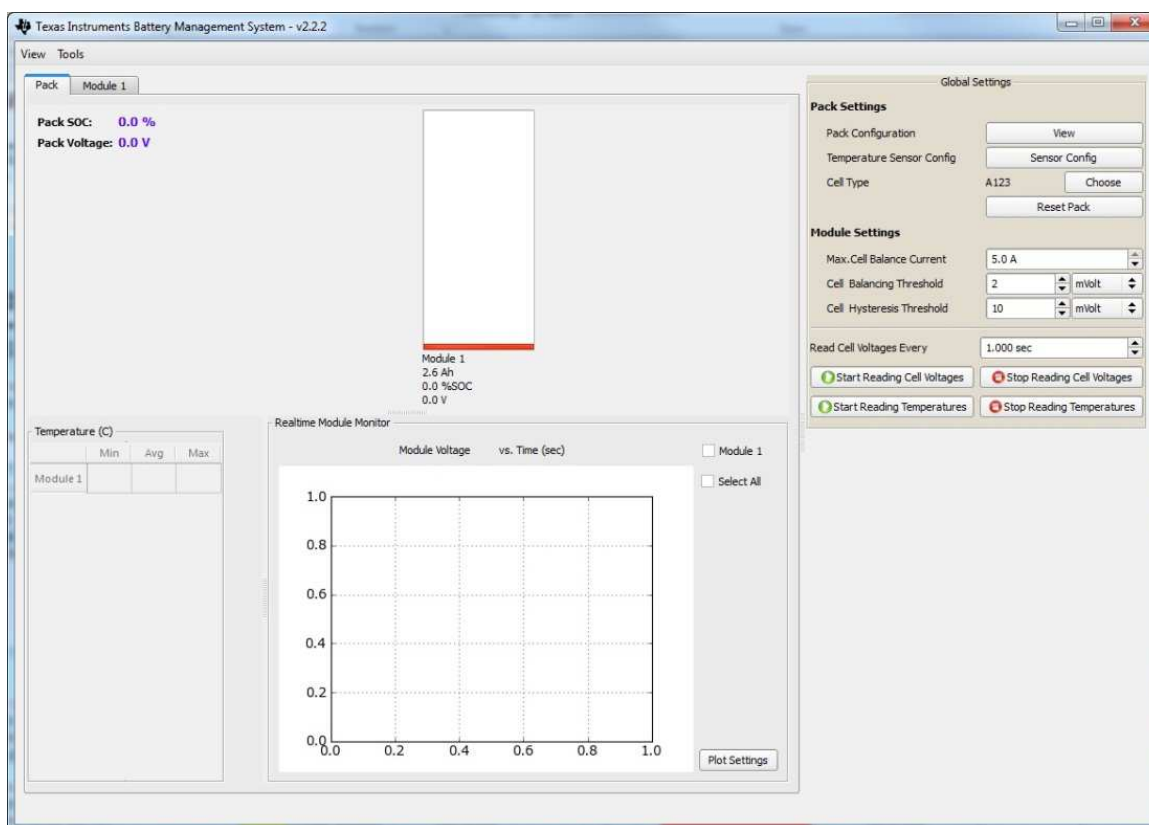 Texas Instruments Battery Management System - v2.2.2
View Tools
Pack Module 1
Pack SOC: 0.0 %
Pack Voltage: 0.0 V
Module 1
2.6 Ah
0.0 %SOC
0.0 V
Temperature (C)
Min Avg Max
Module 1
Realtime Module Monitor
Module Voltage vs. Time (sec)
Module 1
Select All
1.0
0.8
0.6
0.4
0.2
0.0
0.0 0.2 0.4 0.6 0.8 1.0
Plot Settings
Global Settings
Pack Settings
Pack Configuration View
Temperature Sensor Config Sensor Config
Cell Type A123 Choose
Reset Pack
Module Settings
Max.Cell Balance Current 5.0 A
Cell Balancing Threshold 2 mVolt
Cell Hysteresis Threshold 10 mVolt
Read Cell Voltages Every 1.000 sec
Start Reading Cell Voltages Stop Reading Cell Voltages
Start Reading Temperatures Stop Reading Temperatures